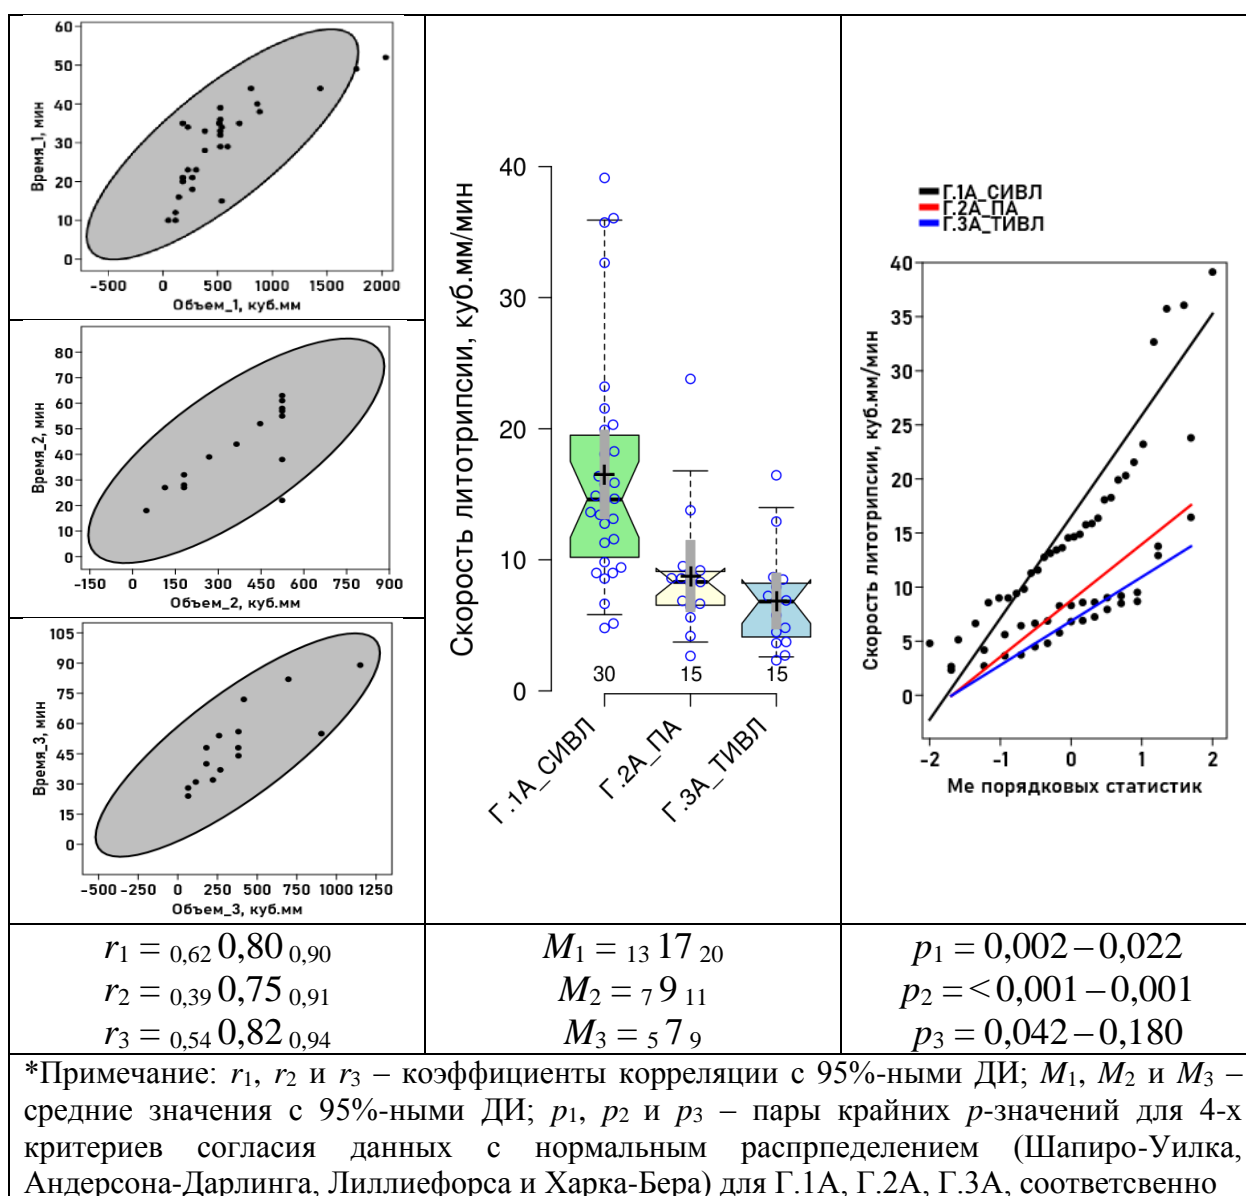 60
50
40
30
20
10
0
Время_1, мин
-500 0 500 1000 1500 2000
Объем_1, куб.мм
80
70
60
50
40
30
20
10
0
Время_2, мин
-150 0 150 300 450 600 750 900
Объем_2, куб.мм
105
90
75
60
45
30
15
0
Время_3, мин
-500 -250 0 250 500 750 1000 1250
Объем_3, куб.мм
Скорость литотрипсии, куб.мм/мин
40
30
20
10
0
30 15 15
Г.1А_СИВЛ
Г.2А_ПА
Г.3А_ТИВЛ
Г.1А_СИВЛ
Г.2А_ПА
Г.3А_ТИВЛ
Скорость литотрипсии, куб.мм/мин
40
35
30
25
20
15
10
5
0
-2 -1 0 1 2
Ме порядковых статистик
r₁ = 0,62 0,80 0,90
r₂ = 0,39 0,75 0,91
r₃ = 0,54 0,82 0,94
M₁ = 13 17 20
M₂ = 7 9 11
M₃ = 5 7 9
p₁ = 0,002 – 0,022
p₂ = < 0,001 – 0,001
p₃ = 0,042 – 0,180
*Примечание: r₁, r₂ и r₃ – коэффициенты корреляции с 95%-ными ДИ; M₁, M₂ и M₃ –
средние значения с 95%-ными ДИ; p₁, p₂ и p₃ – пары крайних p-значений для 4-х
критериев согласия данных с нормальным распрпеделением (Шапиро-Уилка,
Андерсона-Дарлинга, Лиллиефорса и Харка-Бера) для Г.1А, Г.2А, Г.3А, соответсвено